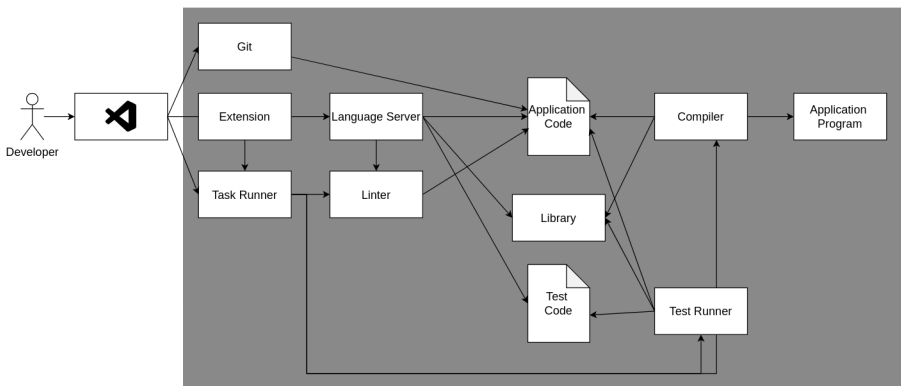 Git
Developer
Extension
Language Server
Application
Code
Compiler
Application
Program
Task Runner
Linter
Library
Test
Code
Test Runner